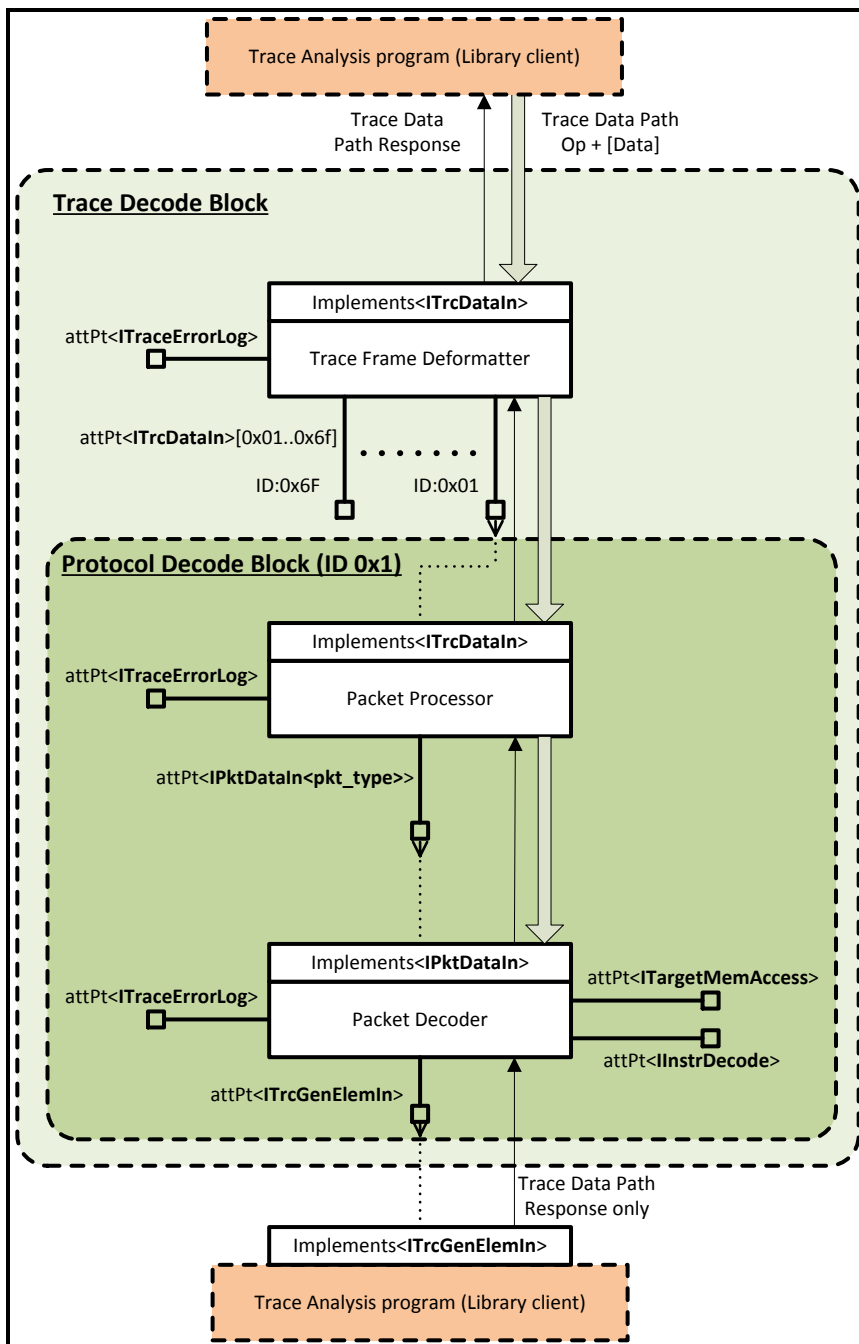 Trace Analysis program (Library client)
Trace Data
Path Response
Trace Data Path
Op + [Data]
Trace Decode Block
Implements<ITrcDataIn>
attPt<ITraceErrorLog>
Trace Frame Deformatter
attPt<ITrcDataIn>[0x01..0x6f]
ID:0x6F
ID:0x01
Protocol Decode Block (ID 0x1)
Implements<ITrcDataIn>
attPt<ITraceErrorLog>
Packet Processor
attPt<IPktDataIn<pkt_type>>
Implements<IPktDataIn>
attPt<ITargetMemAccess>
attPt<ITraceErrorLog>
Packet Decoder
attPt<IInstrDecode>
attPt<ITrcGenElemIn>
Trace Data Path
Response only
Implements<ITrcGenElemIn>
Trace Analysis program (Library client)